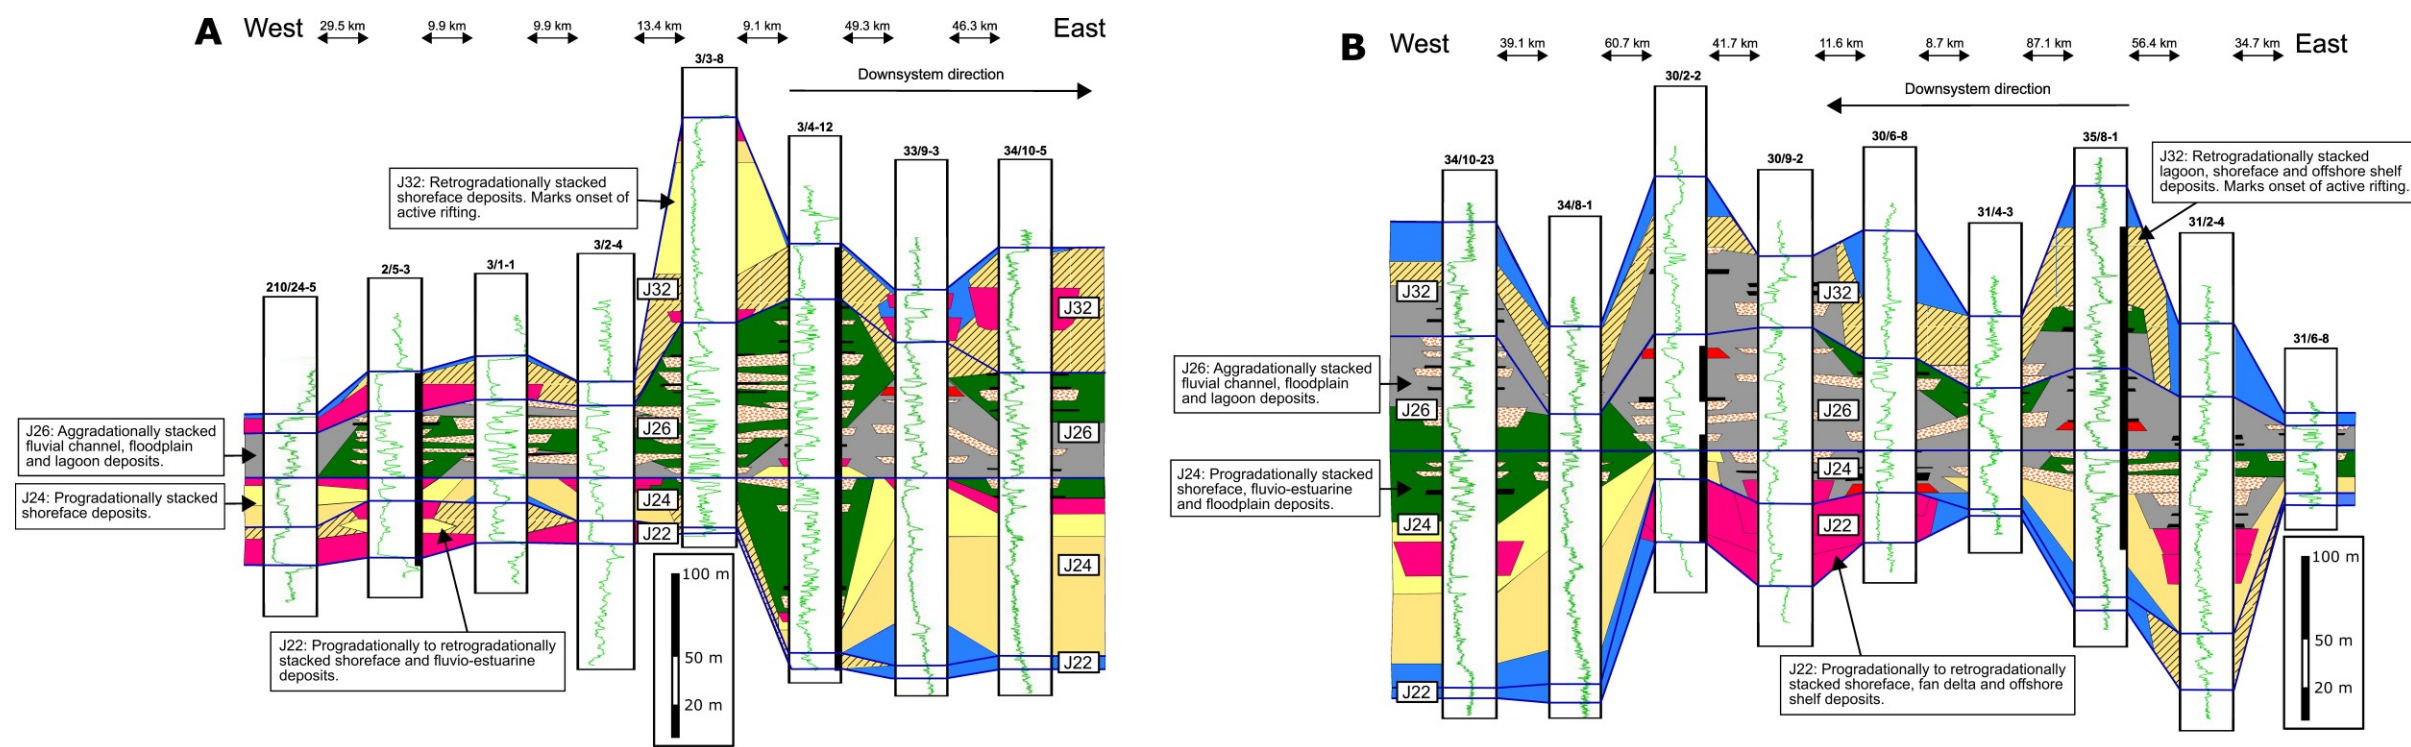 A West East
29.5 km 9.9 km 9.9 km 13.4 km 9.1 km 49.3 km 46.3 km
Downsystem direction
3/3-8
3/4-12
33/9-3
34/10-5
3/2-4
3/1-1
2/5-3
210/24-5
J32: Retrogradationally stacked
shoreface deposits. Marks onset of
active rifting.
J26: Aggradationally stacked
fluvial channel, floodplain
and lagoon deposits.
J24: Progradationally stacked
shoreface deposits.
J22: Progradationally to retrogradationally
stacked shoreface and fluvio-estuarine
deposits.
J32
J26
J24
J22
J32
J26
J24
J22
100 m
50 m
20 m
B West East
39.1 km 60.7 km 41.7 km 11.6 km 8.7 km 87.1 km 56.4 km 34.7 km
Downsystem direction
34/10-23
34/8-1
30/2-2
30/9-2
30/6-8
31/4-3
35/8-1
31/2-4
31/6-8
J32: Retrogradationally stacked
lagoon, shoreface and offshore shelf
deposits. Marks onset of active rifting.
J26: Aggradationally stacked
fluvial channel, floodplain
and lagoon deposits.
J24: Progradationally stacked
shoreface, fluvio-estuarine
and floodplain deposits.
J22: Progradationally to retrogradationally
stacked shoreface, fan delta and offshore
shelf deposits.
J32
J26
J24
J22
J32
J26
J24
J22
100 m
50 m
20 m